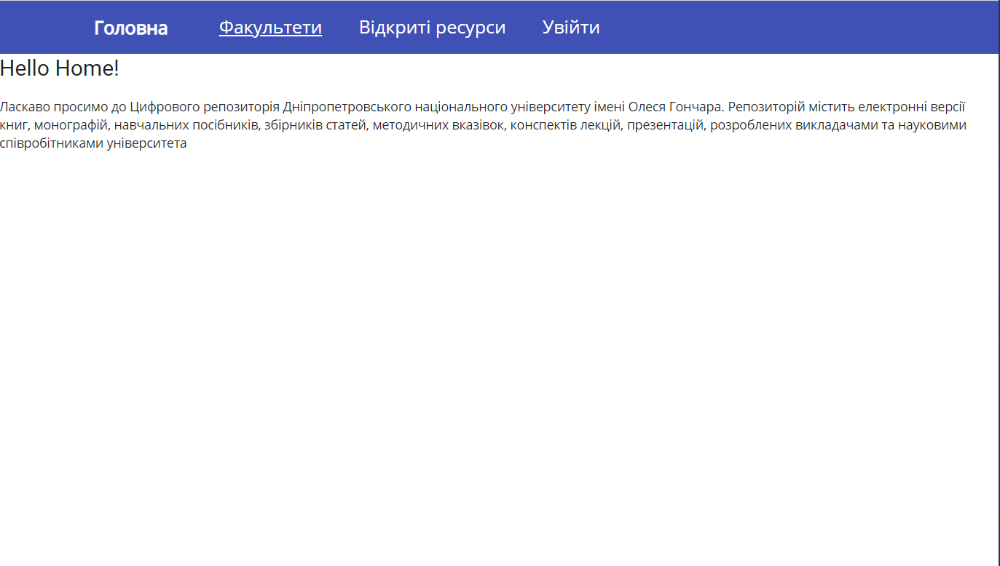 Головна Факультети Відкриті ресурси Увійти
Hello Home!
Ласкаво просимо до Цифрового репозиторія Дніпропетровського національного університету імені Олеся Гончара. Репозиторій містить електронні версії
книг, монографій, навчальних посібників, збірників статей, методичних вказівок, конспектів лекцій, презентацій, розроблених викладачами та науковими
співробітниками університета